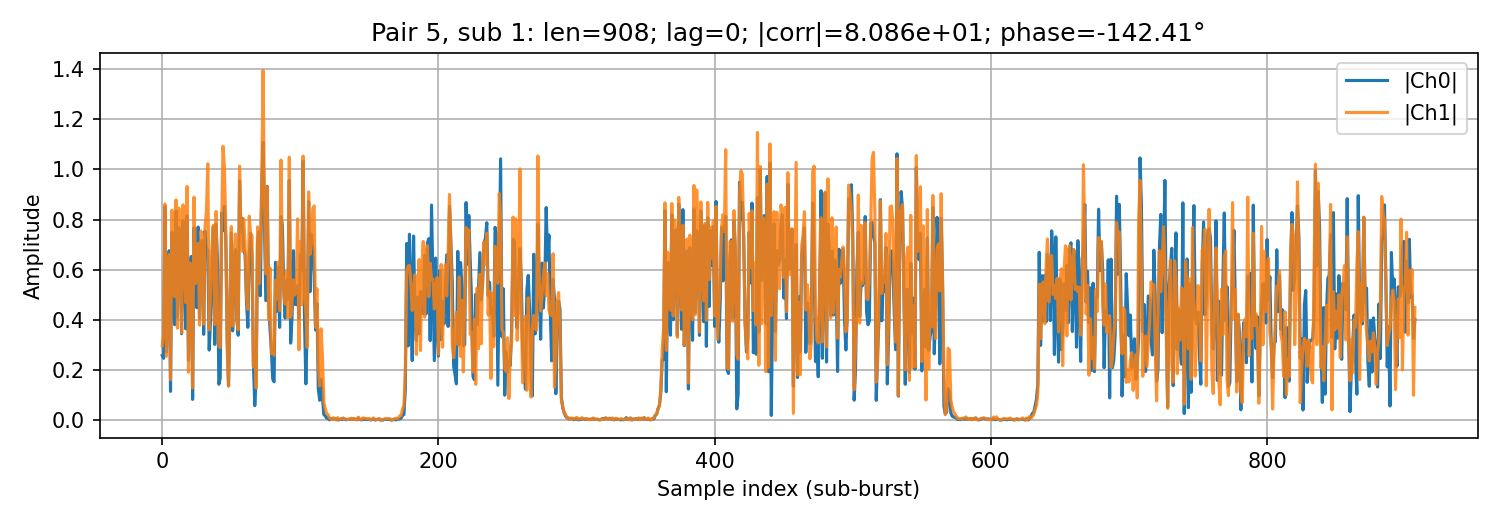 Pair 5, sub 1: len=908; lag=0; |corr|=8.086e+01; phase=-142.41°
Amplitude
1.4
1.2
1.0
0.8
0.6
0.4
0.2
0.0
|Ch0|
|Ch1|
0 200 400 600 800
Sample index (sub-burst)